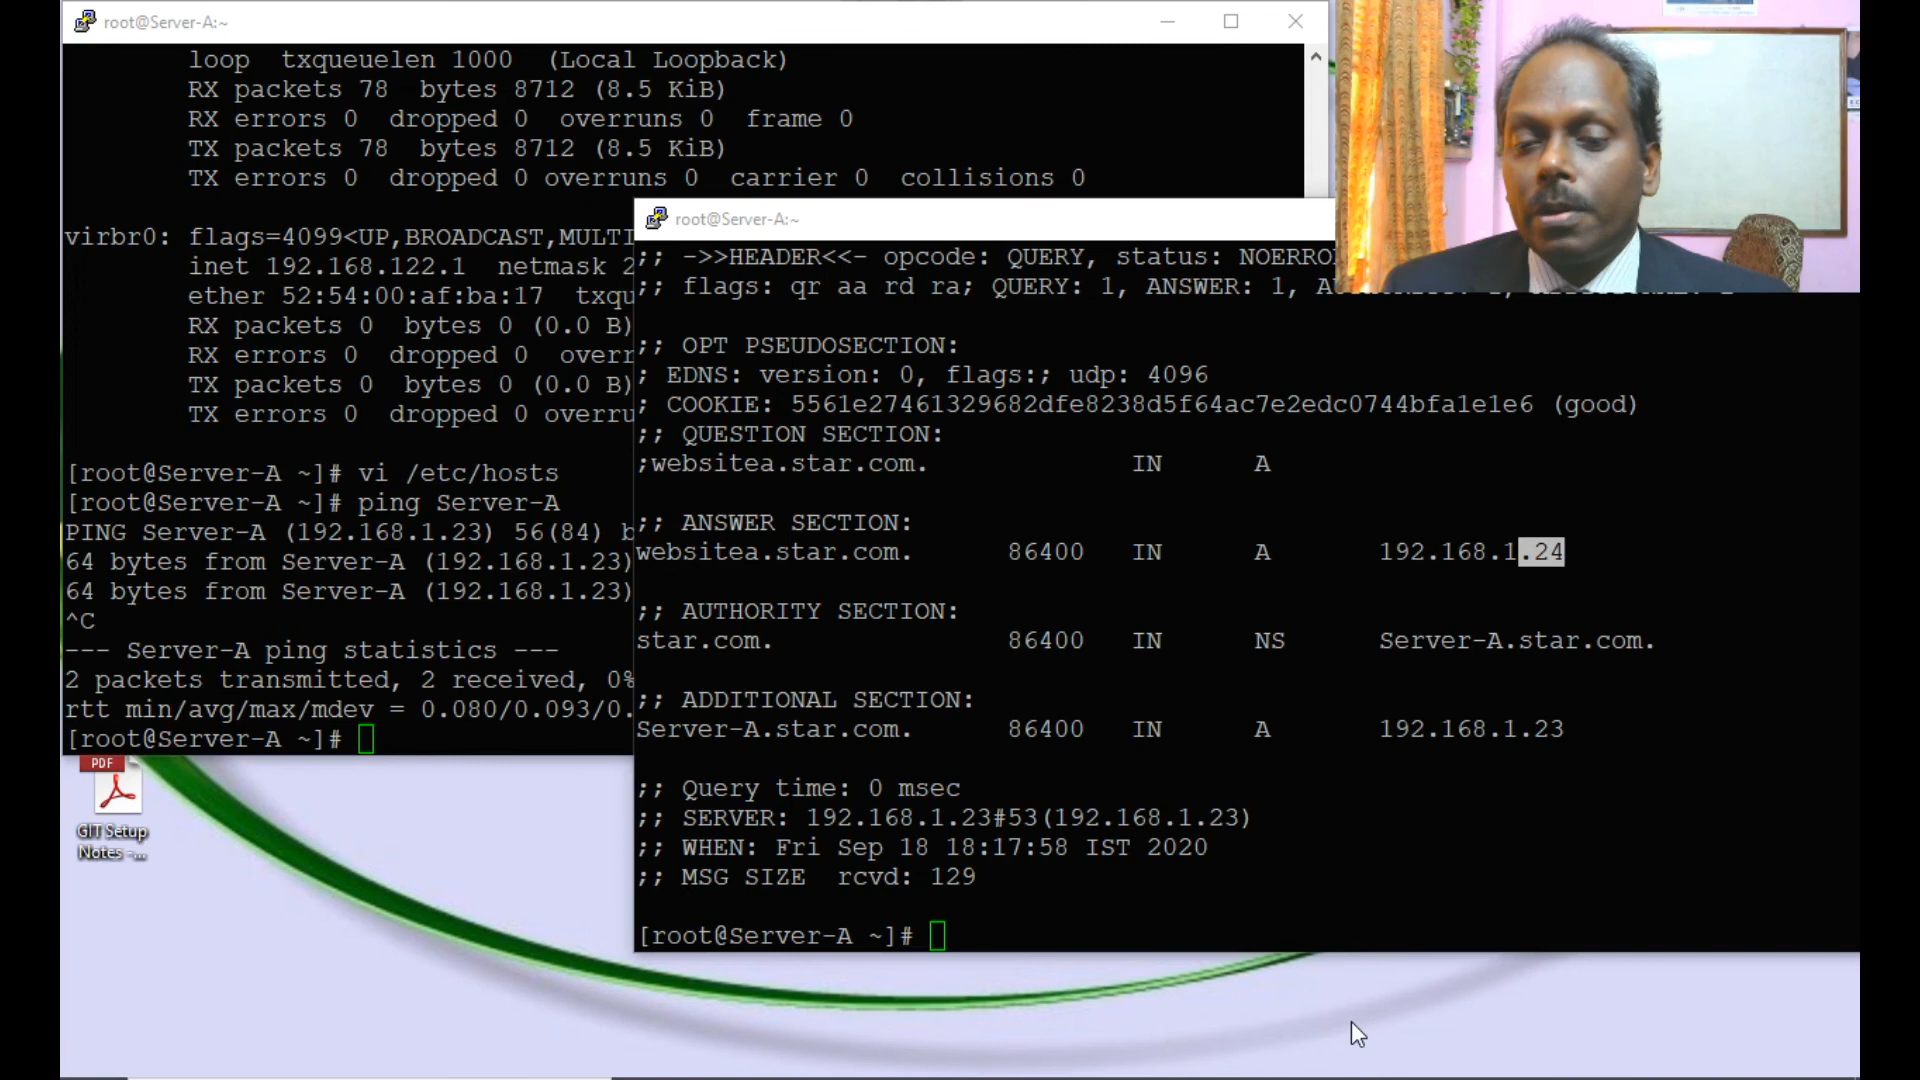 root@Server-A:~
loop  txqueuelen 1000  (Local Loopback)
RX packets 78  bytes 8712 (8.5 KiB)
RX errors 0  dropped 0  overruns 0  frame 0
TX packets 78  bytes 8712 (8.5 KiB)
TX errors 0  dropped 0 overruns 0  carrier 0  collisions 0
virbr0: flags=4099<UP,BROADCAST,MULTI
inet 192.168.122.1  netmask 2
ether 52:54:00:af:ba:17  txqu
RX packets 0  bytes 0 (0.0 B)
RX errors 0  dropped 0  overr
TX packets 0  bytes 0 (0.0 B)
TX errors 0  dropped 0 overru
[root@Server-A ~]# vi /etc/hosts
[root@Server-A ~]# ping Server-A
PING Server-A (192.168.1.23) 56(84) b
64 bytes from Server-A (192.168.1.23)
64 bytes from Server-A (192.168.1.23)
^C
--- Server-A ping statistics ---
2 packets transmitted, 2 received, 0%
rtt min/avg/max/mdev = 0.080/0.093/0.
[root@Server-A ~]#
root@Server-A:~
;; ->>HEADER<<- opcode: QUERY, status: NOERRO
;; flags: qr aa rd ra; QUERY: 1, ANSWER: 1,
;; OPT PSEUDOSECTION:
; EDNS: version: 0, flags:; udp: 4096
; COOKIE: 5561e27461329682dfe8238d5f64ac7e2edc0744bfa1e1e6 (good)
;; QUESTION SECTION:
;websitea.star.com.  IN  A
;; ANSWER SECTION:
websitea.star.com.  86400  IN  A  192.168.1.24
;; AUTHORITY SECTION:
star.com.  86400  IN  NS  Server-A.star.com.
;; ADDITIONAL SECTION:
Server-A.star.com.  86400  IN  A  192.168.1.23
;; Query time: 0 msec
;; SERVER: 192.168.1.23#53(192.168.1.23)
;; WHEN: Fri Sep 18 18:17:58 IST 2020
;; MSG SIZE  rcvd: 129
[root@Server-A ~]#
PDF
GIT Setup
Notes -...